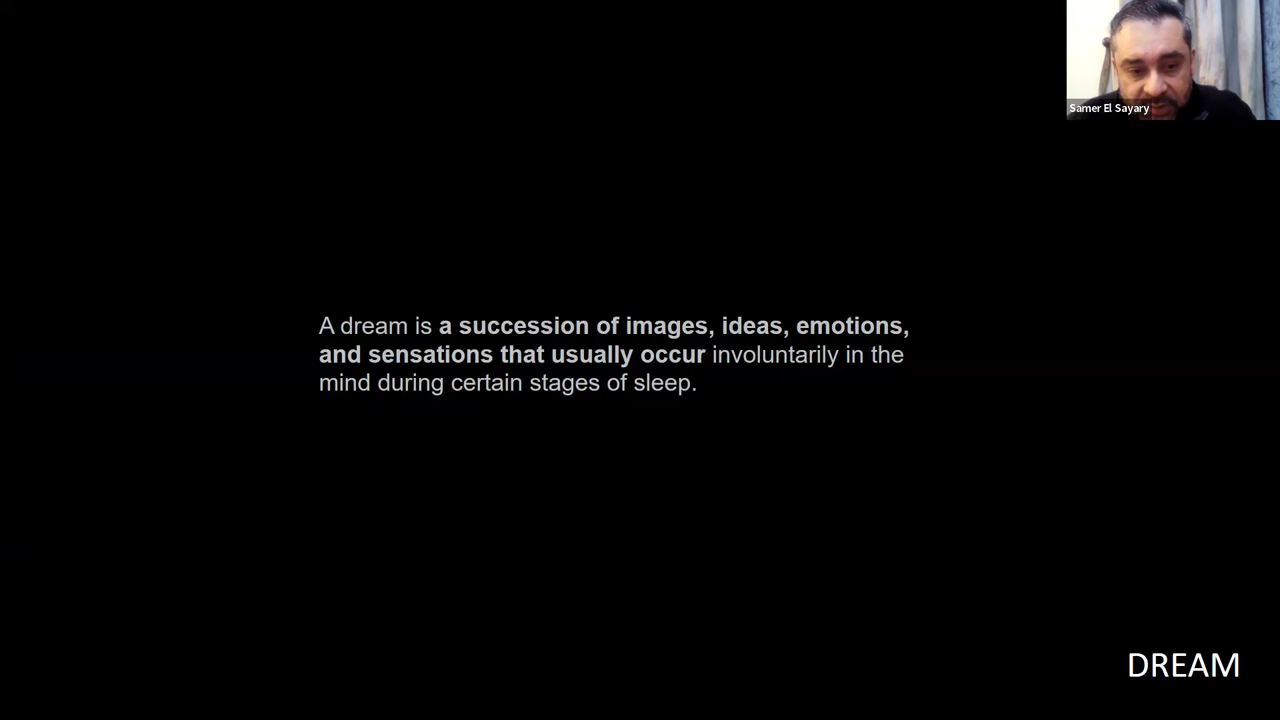 Samer El Sayary
A dream is a succession of images, ideas, emotions,
and sensations that usually occur involuntarily in the
mind during certain stages of sleep.
DREAM